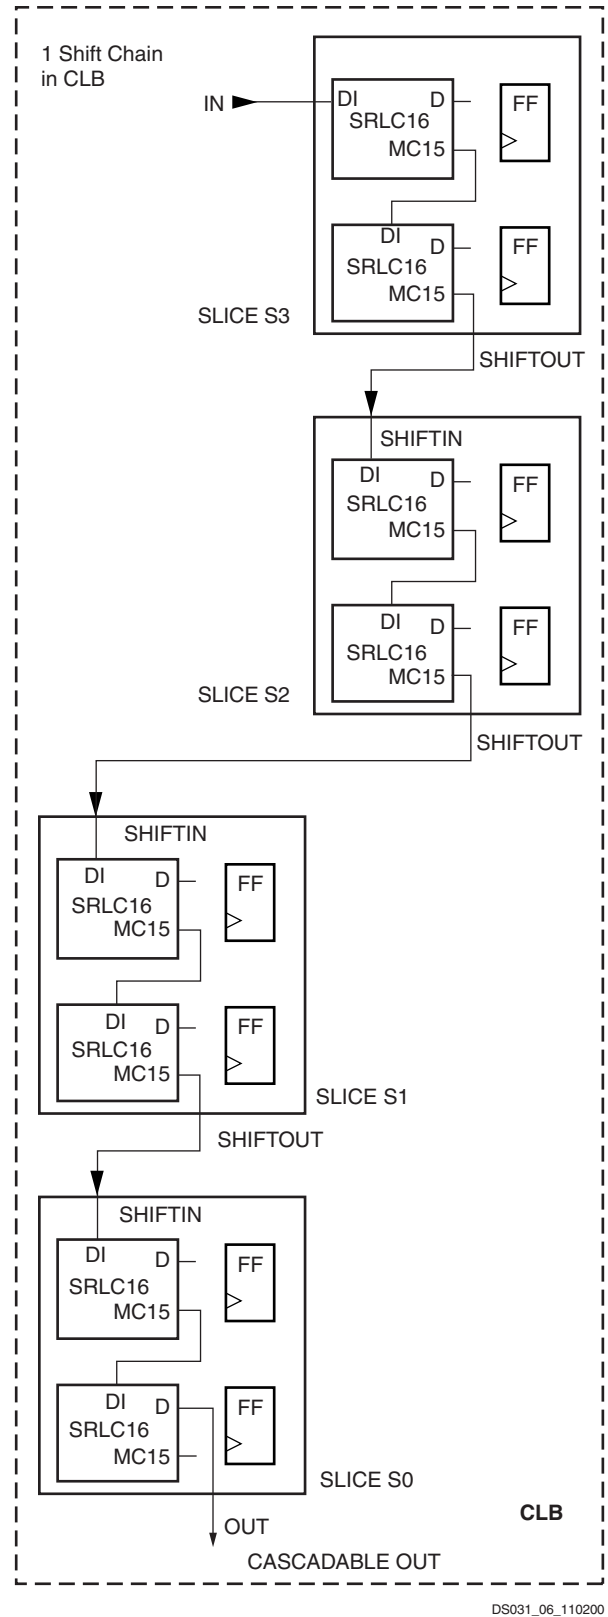 1 Shift Chain
in CLB
IN
DI D
SRLC16
MC15
FF
DI D
SRLC16
MC15
FF
SLICE S3
SHIFTOUT
SHIFTIN
DI D
SRLC16
MC15
FF
DI D
SRLC16
MC15
FF
SLICE S2
SHIFTOUT
SHIFTIN
DI D
SRLC16
MC15
FF
DI D
SRLC16
MC15
FF
SLICE S1
SHIFTOUT
SHIFTIN
DI D
SRLC16
MC15
FF
DI D
SRLC16
MC15
FF
SLICE S0
OUT
CLB
CASCADABLE OUT
DS031_06_110200